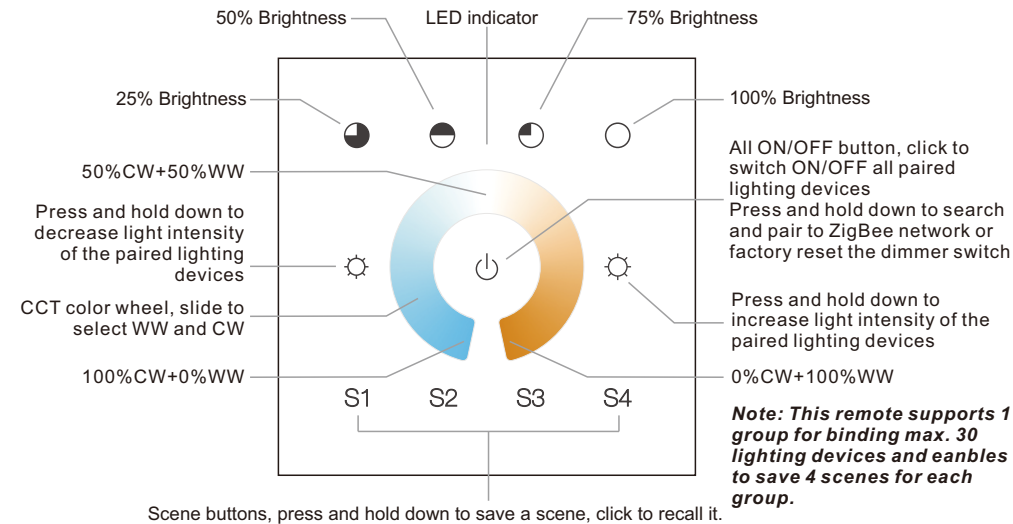 50% Brightness
LED indicator
75% Brightness
25% Brightness
100% Brightness
50%CW+50%WW
All ON/OFF button, click to
switch ON/OFF all paired
lighting devices
Press and hold down to search
and pair to ZigBee network or
factory reset the dimmer switch
Press and hold down to
decrease light intensity
of the paired lighting
devices
CCT color wheel, slide to
select WW and CW
Press and hold down to
increase light intensity of the
paired lighting devices
100%CW+0%WW
0%CW+100%WW
S1
S2
S3
S4
Note: This remote supports 1
group for binding max. 30
lighting devices and eanbles
to save 4 scenes for each
group.
Scene buttons, press and hold down to save a scene, click to recall it.